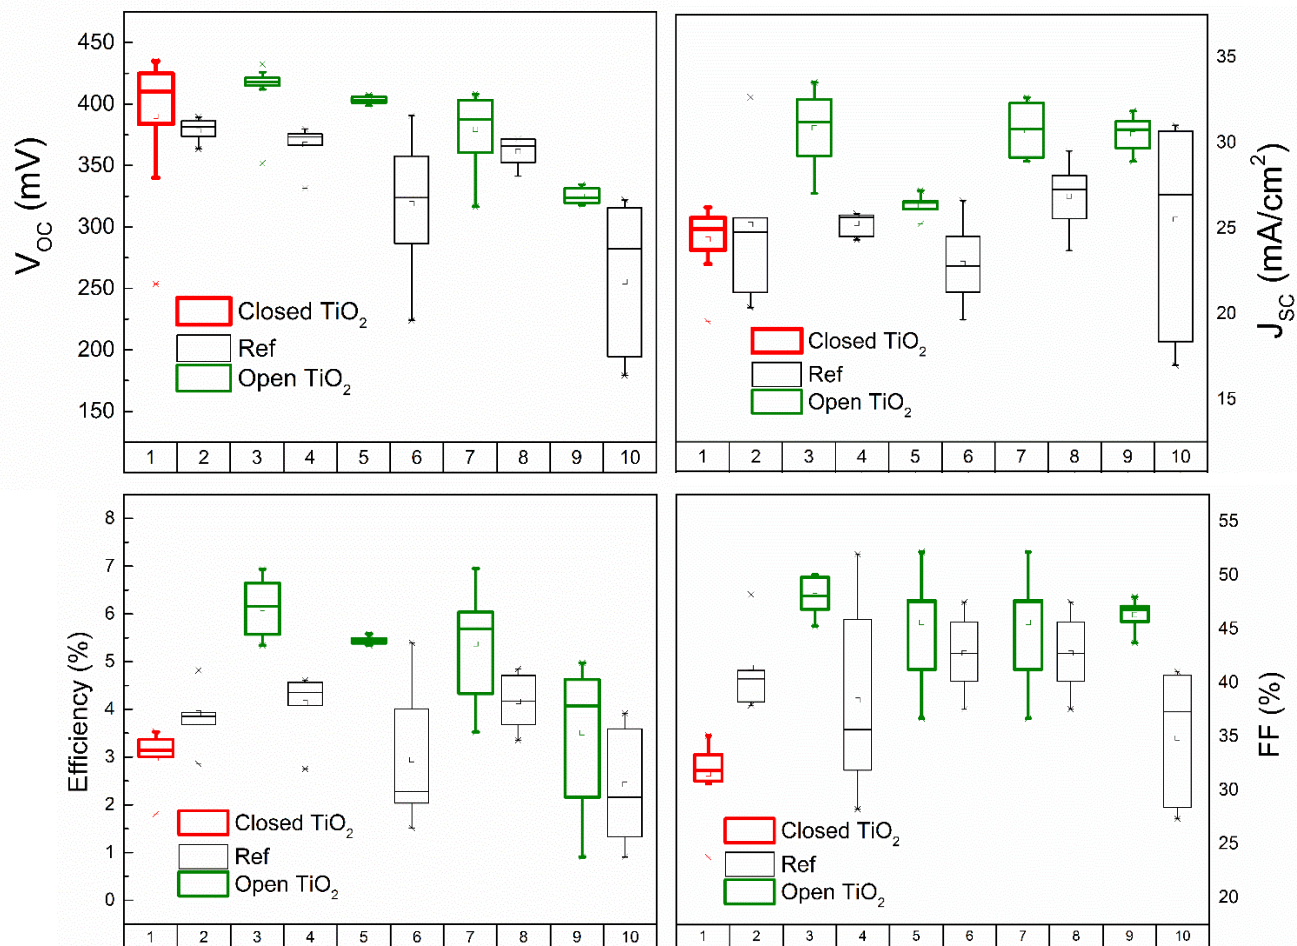 V_OC (mV)
450
400
350
300
250
200
150
Closed TiO₂
Ref
Open TiO₂
1 2 3 4 5 6 7 8 9 10
J_SC (mA/cm²)
35
30
25
20
15
Closed TiO₂
Ref
Open TiO₂
1 2 3 4 5 6 7 8 9 10
Efficiency (%)
8
7
6
5
4
3
2
1
0
Closed TiO₂
Ref
Open TiO₂
1 2 3 4 5 6 7 8 9 10
FF (%)
55
50
45
40
35
30
25
20
Closed TiO₂
Ref
Open TiO₂
1 2 3 4 5 6 7 8 9 10